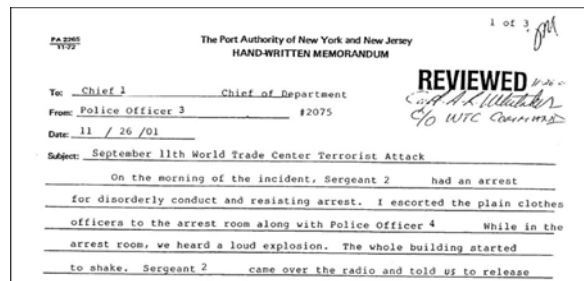 1 of 3
PA 2265
11-72
The Port Authority of New York and New Jersey
HAND-WRITTEN MEMORANDUM
REVIEWED
To: Chief 1 Chief of Department
From: Police Officer 3 #2075
C/O WTC COMMAND
Date: 11 / 26 /01
Subject: September 11th World Trade Center Terrorist Attack
On the morning of the incident, Sergeant 2 had an arrest
for disorderly conduct and resisting arrest. I escorted the plain clothes
officers to the arrest room along with Police Officer 4 While in the
arrest room, we heard a loud explosion. The whole building started
to shake. Sergeant 2 came over the radio and told us to release